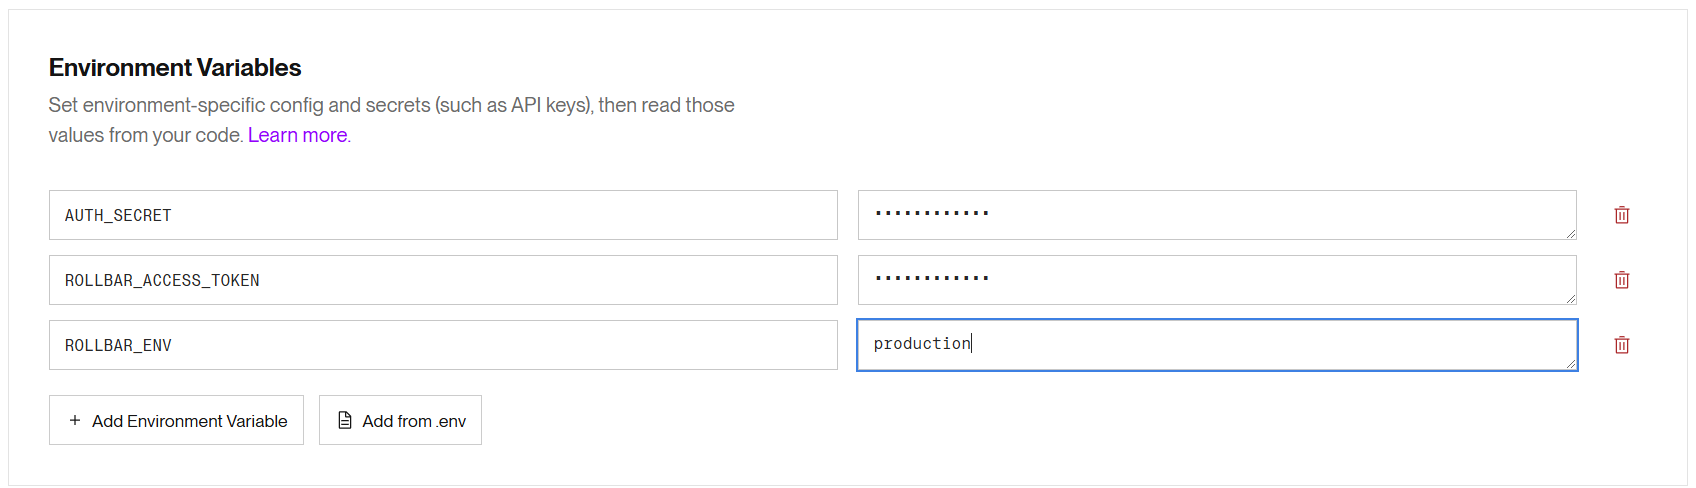 Environment Variables
Set environment-specific config and secrets (such as API keys), then read those
values from your code. Learn more.
AUTH_SECRET ············
ROLLBAR_ACCESS_TOKEN ············
ROLLBAR_ENV production
+ Add Environment Variable Add from .env